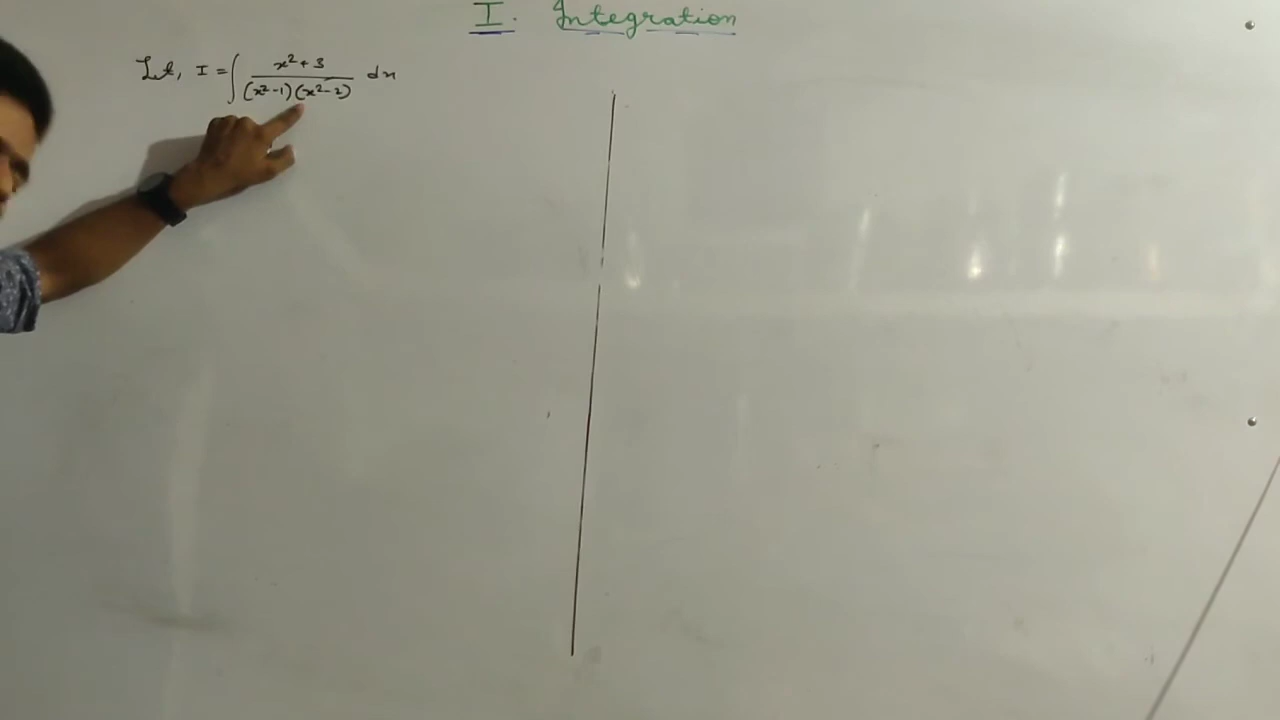 I. Integration
Let, I = ∫ (x² + 3) / ((x² - 1)(x² - 2)) dx